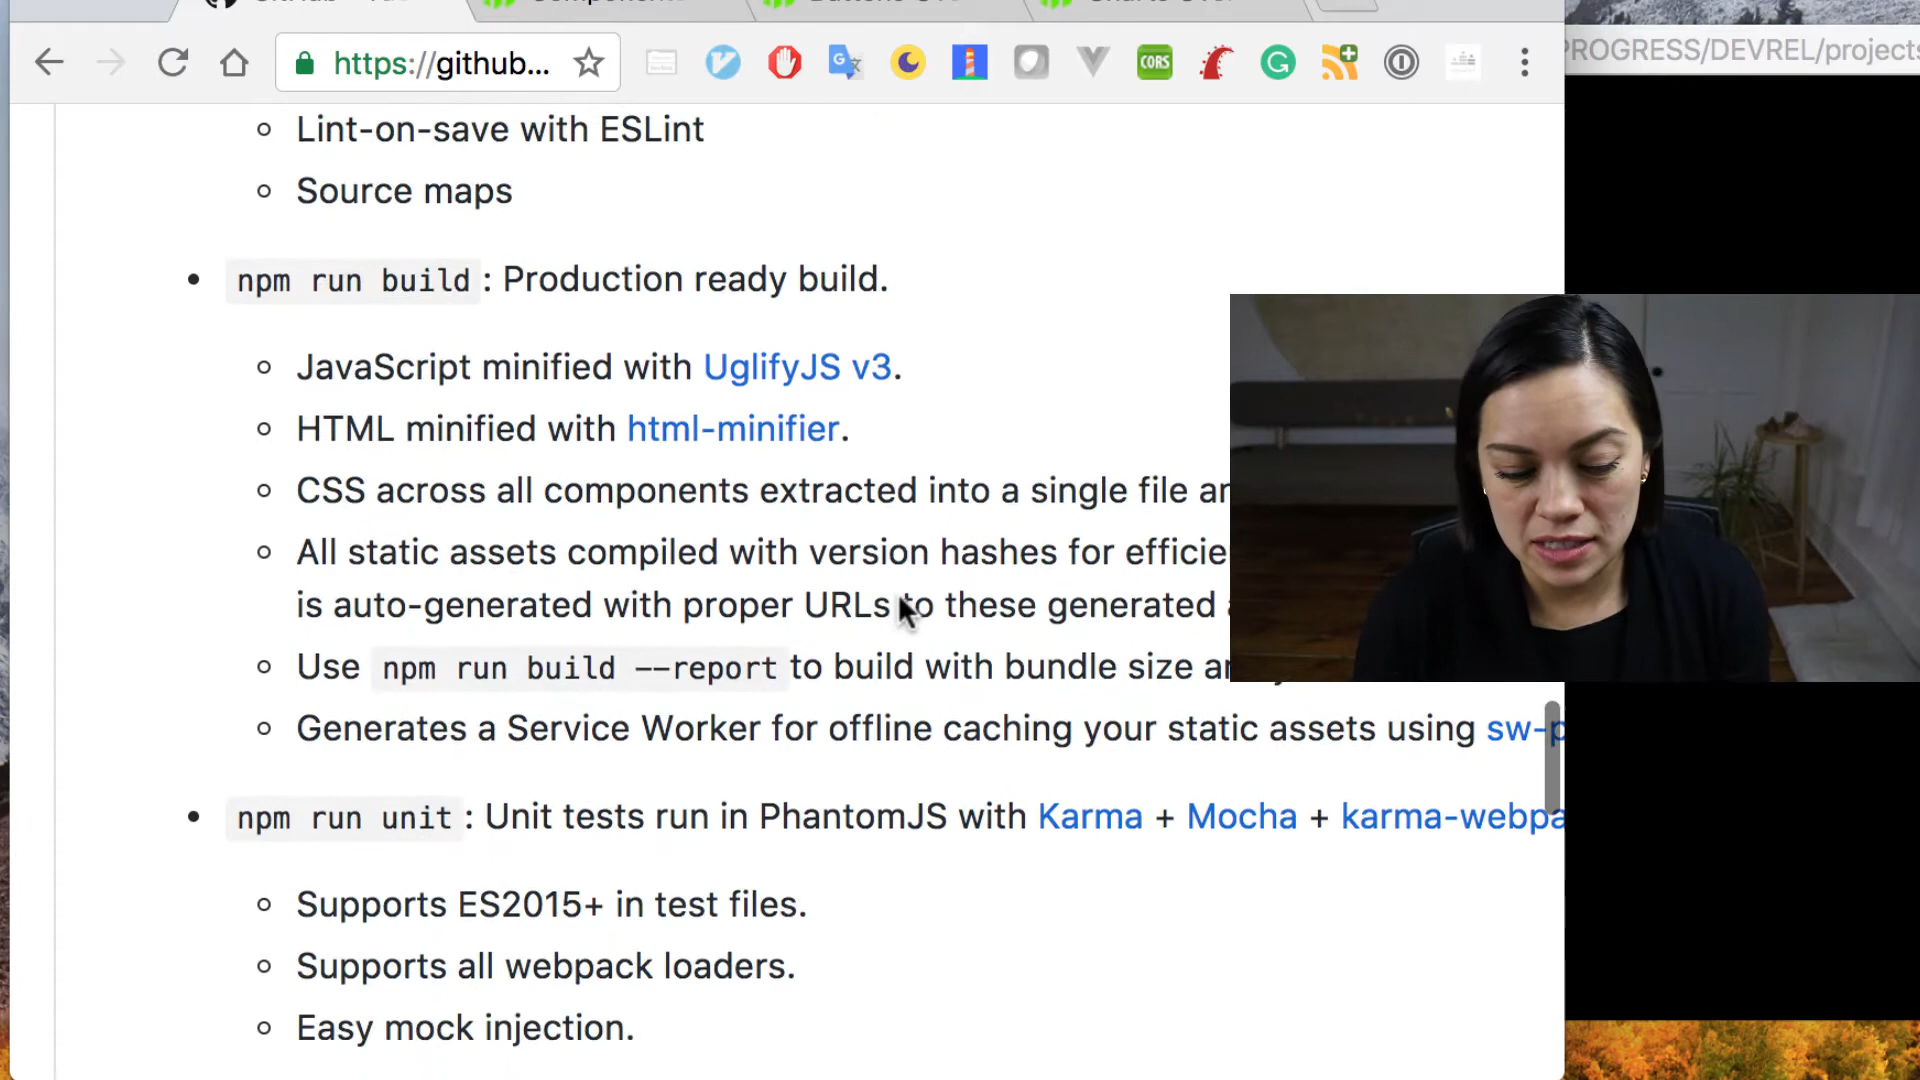 https://github...
CORS
PROGRESS/DEVREL/projects
Lint-on-save with ESLint
Source maps
npm run build : Production ready build.
JavaScript minified with UglifyJS v3.
HTML minified with html-minifier.
CSS across all components extracted into a single file
All static assets compiled with version hashes for
is auto-generated with proper URLs to these generated
Use npm run build --report to build with bundle size
Generates a Service Worker for offline caching your static assets using sw-p
npm run unit : Unit tests run in PhantomJS with Karma + Mocha + karma-webpa
Supports ES2015+ in test files.
Supports all webpack loaders.
Easy mock injection.